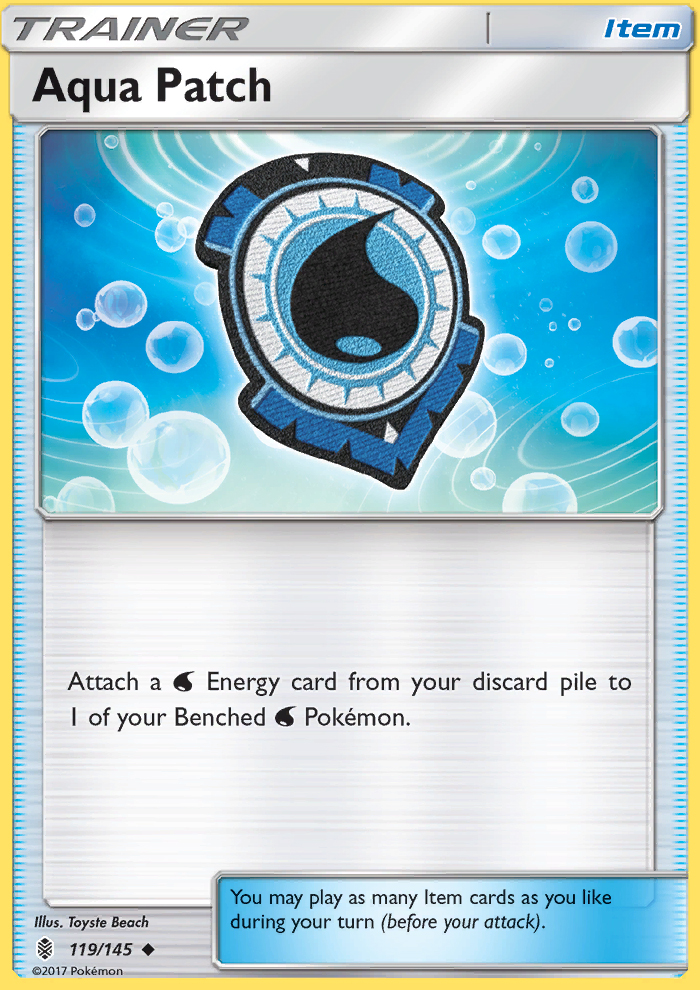 TRAINER
Item
Aqua Patch
Attach a Energy card from your discard pile to
1 of your Benched Pokémon.
You may play as many Item cards as you like
during your turn (before your attack).
Illus. Toyste Beach
119/145
©2017 Pokémon